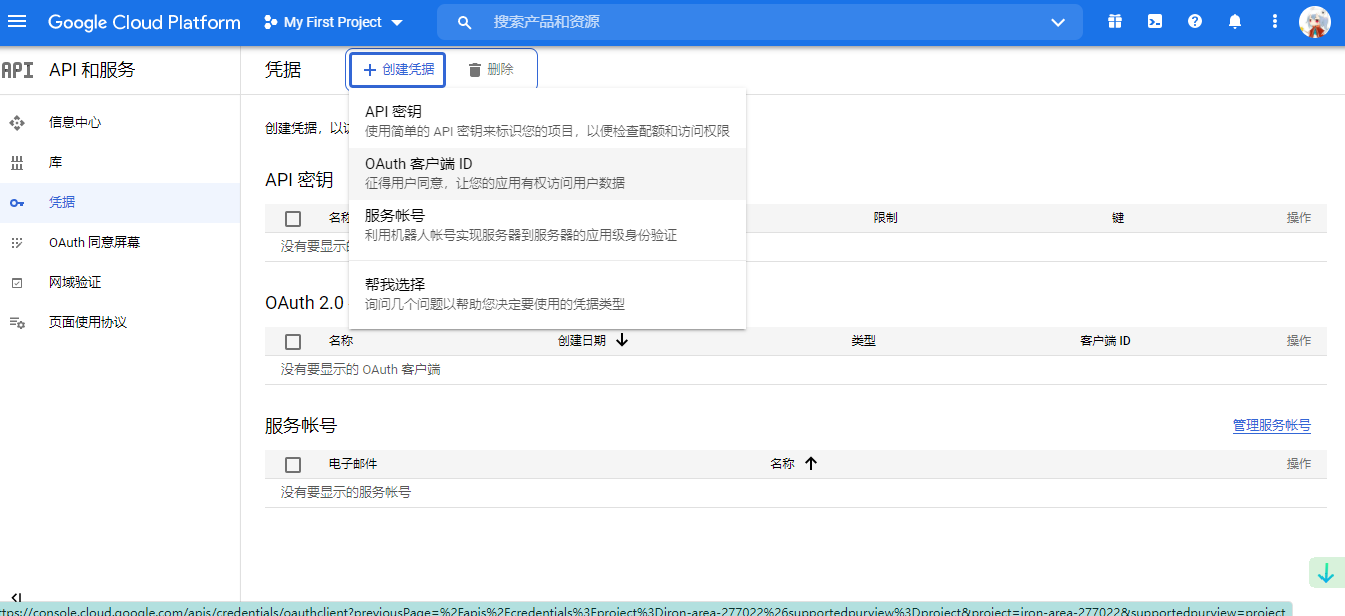 Google Cloud Platform
My First Project
搜索产品和资源
API
API 和服务
凭据
创建凭据
删除
信息中心
库
凭据
OAuth 同意屏幕
网域验证
页面使用协议
创建凭据，以
API 密钥
使用简单的 API 密钥来标识您的项目，以便检查配额和访问权限
OAuth 客户端 ID
征得用户同意，让您的应用有权访问用户数据
服务帐号
利用机器人帐号实现服务器到服务器的应用级身份验证
帮我选择
询问几个问题以帮助您决定要使用的凭据类型
API 密钥
名称
限制
键
操作
没有要显示的
OAuth 2.0
名称
创建日期
类型
客户端 ID
操作
没有要显示的 OAuth 客户端
服务帐号
管理服务帐号
电子邮件
名称
操作
没有要显示的服务帐号
ttps://console.cloud.google.com/apis/credentials/oauthclient?previousPage=%2Fapis%2Fcredentials%3Fproject%3Diron-area-277022%26supportedpurview%3Dproject&project=iron-area-277022&supportedpurview=project